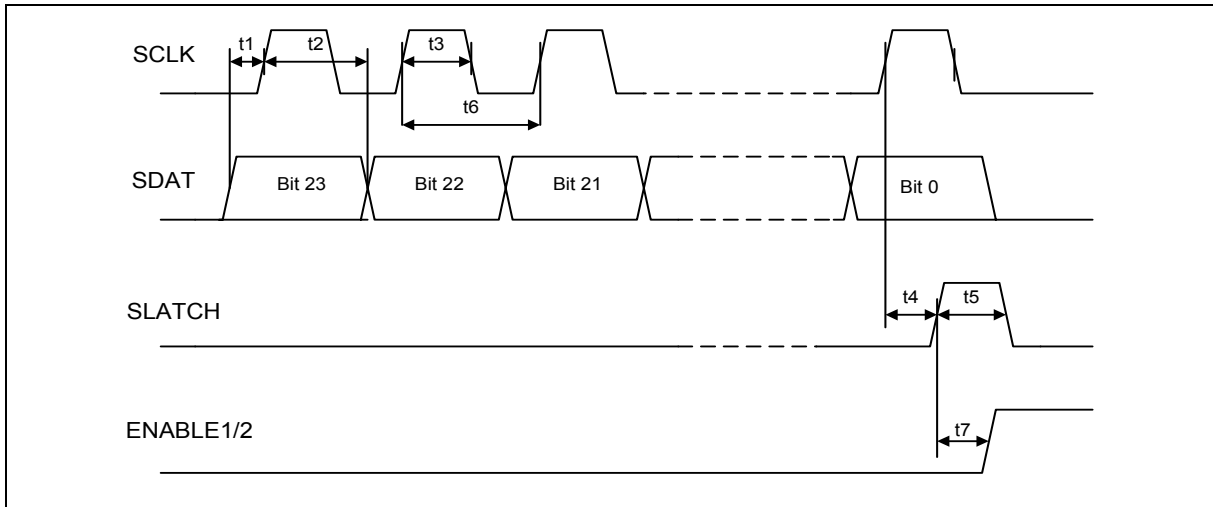 SCLK
t1
t2
t3
t6
SDAT
Bit 23
Bit 22
Bit 21
Bit 0
SLATCH
t4
t5
ENABLE1/2
t7